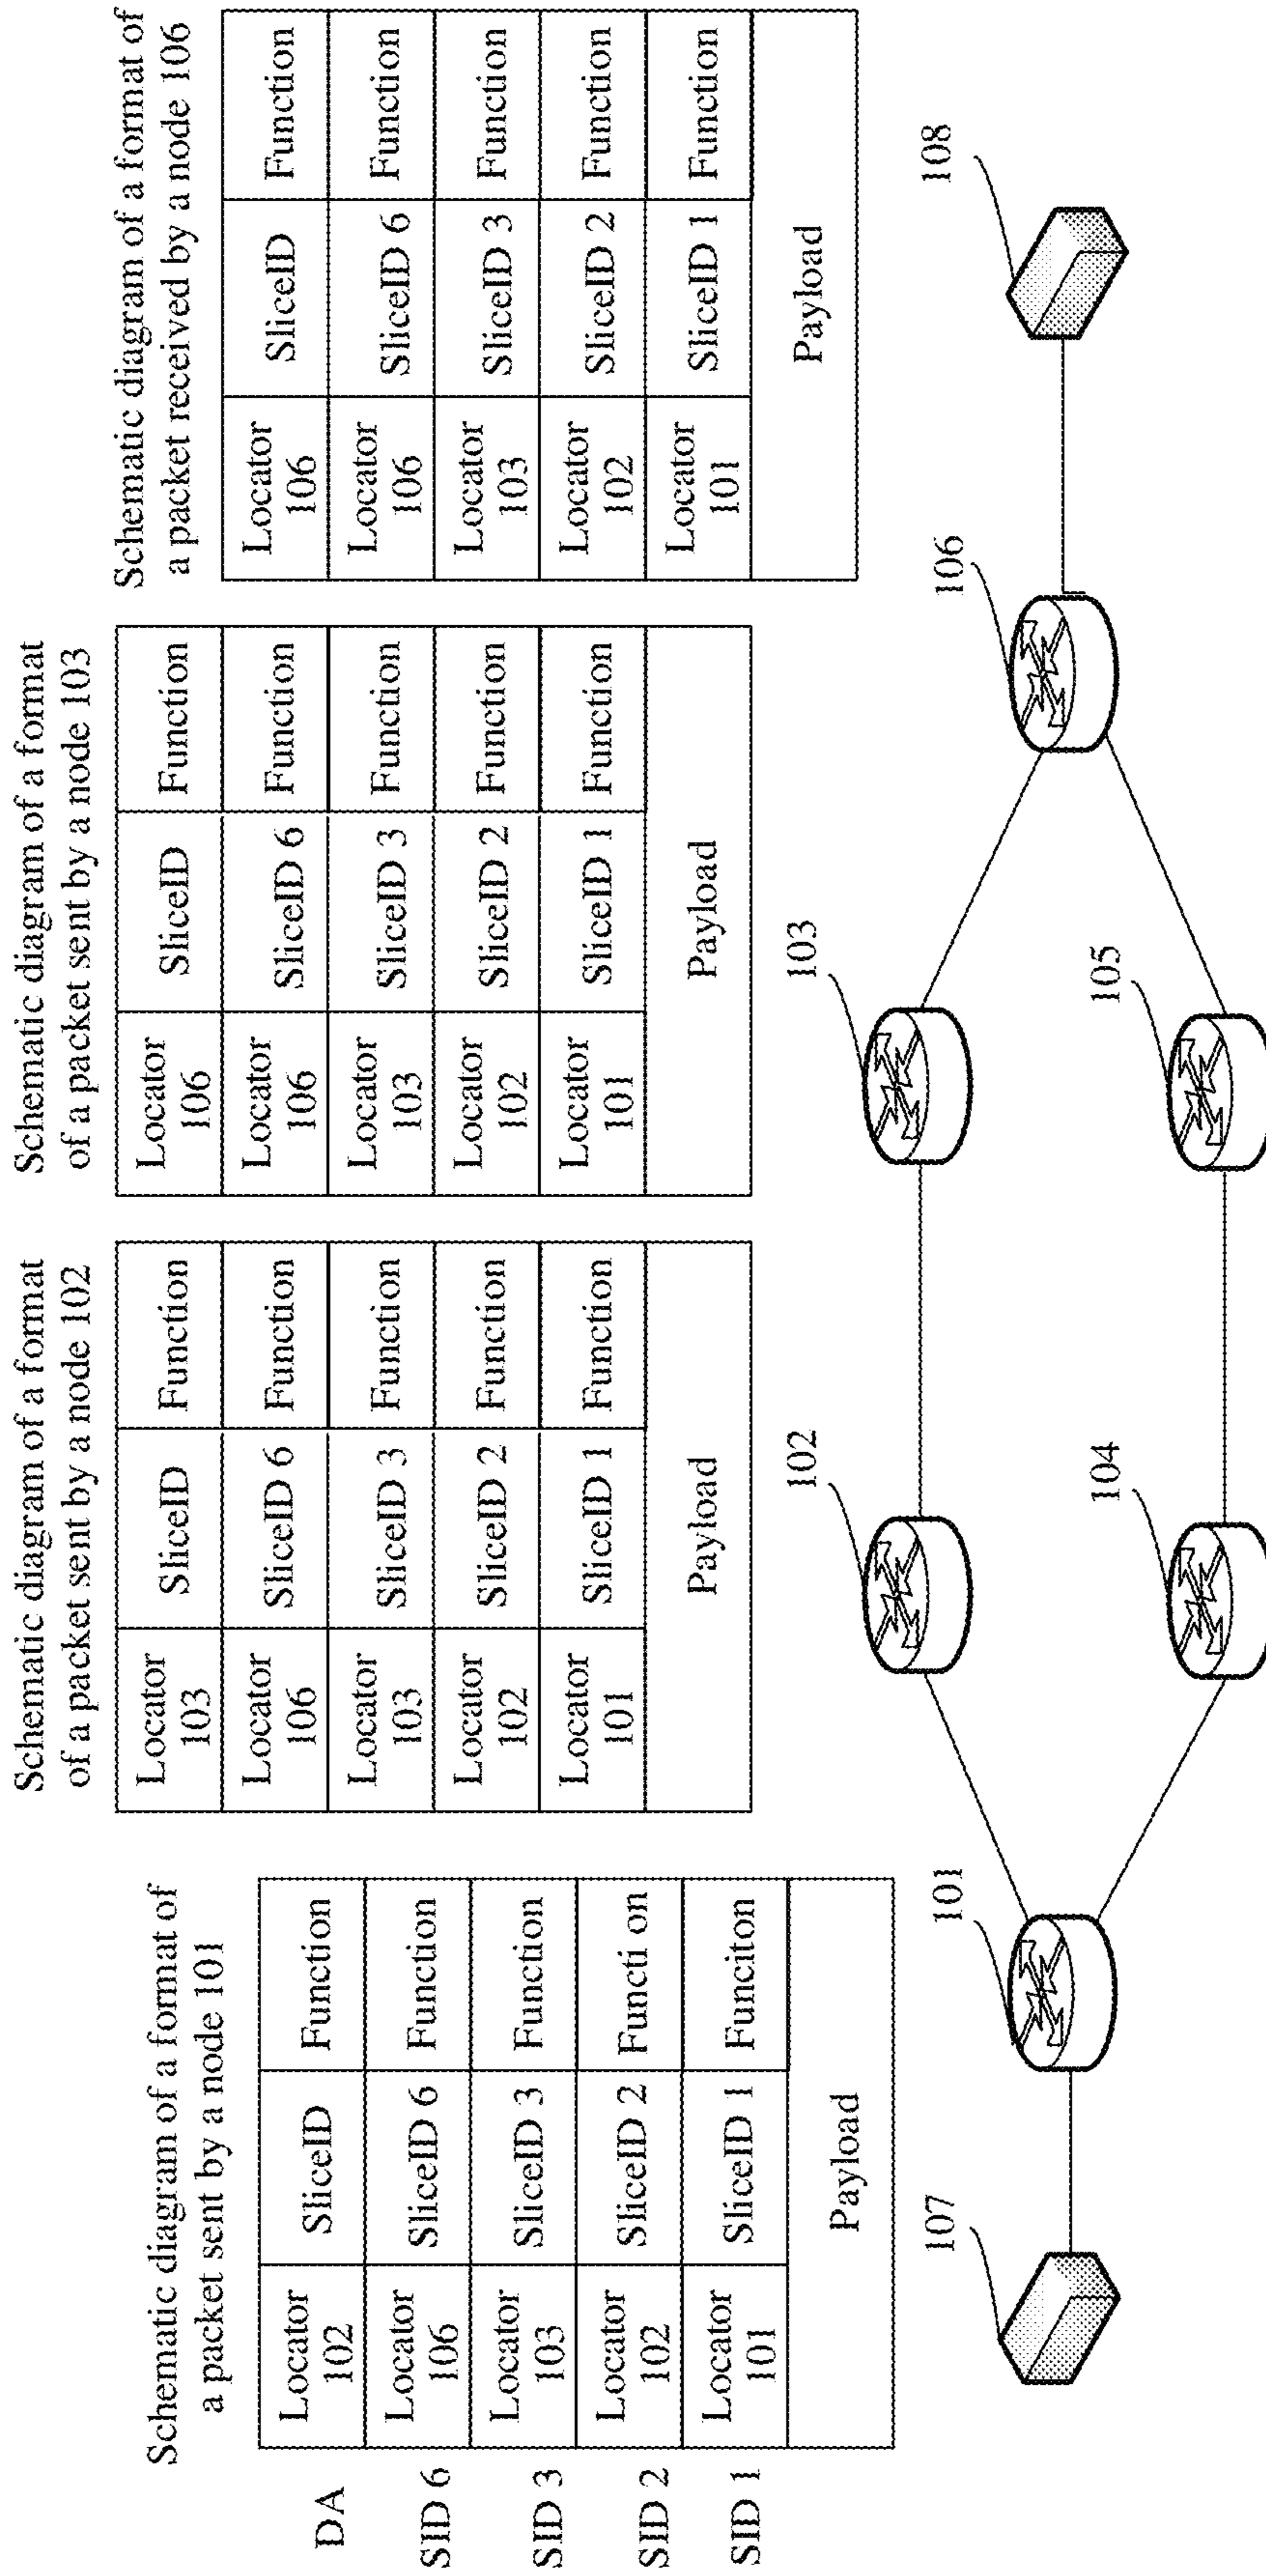 Schematic diagram of a format of
a packet sent by a node 101
DA
Locator
102
SliceID
Function
SID 6
Locator
106
SliceID 6
Function
SID 3
Locator
103
SliceID 3
Function
SID 2
Locator
102
SliceID 2
Functi on
SID 1
Locator
101
SliceID 1
Funciton
Payload
Schematic diagram of a format
of a packet sent by a node 102
Locator
103
SliceID
Function
Locator
106
SliceID 6
Function
Locator
103
SliceID 3
Function
Locator
102
SliceID 2
Function
Locator
101
SliceID 1
Function
Payload
Schematic diagram of a format
of a packet sent by a node 103
Locator
106
SliceID
Function
Locator
106
SliceID 6
Function
Locator
103
SliceID 3
Function
Locator
102
SliceID 2
Function
Locator
101
SliceID 1
Function
Payload
Schematic diagram of a format of
a packet received by a node 106
Locator
106
SliceID
Function
Locator
106
SliceID 6
Function
Locator
103
SliceID 3
Function
Locator
102
SliceID 2
Function
Locator
101
SliceID 1
Function
Payload
107
101
102
103
104
105
106
108